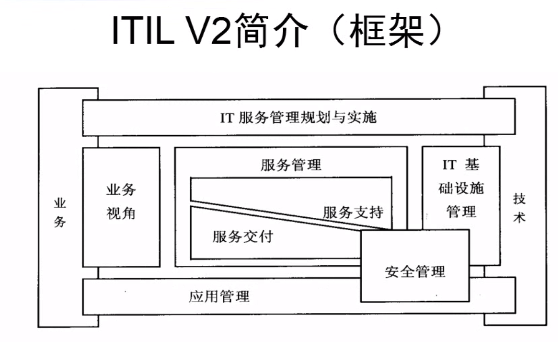 ITIL V2简介（框架）
IT 服务管理规划与实施
业
务
业务
视角
服务管理
服务支持
服务交付
IT 基
础设施
管理
技
术
安全管理
应用管理